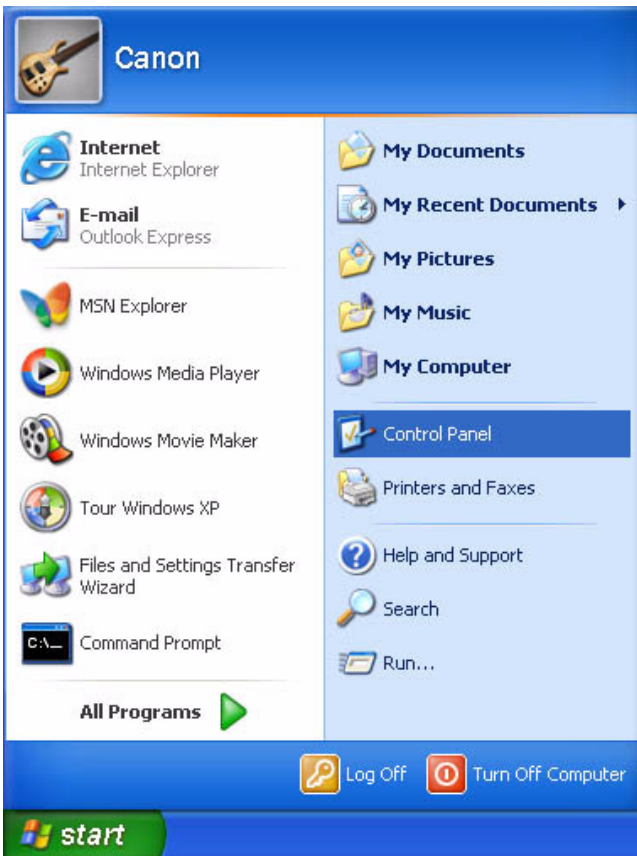 Canon
Internet
Internet Explorer
E-mail
Outlook Express
MSN Explorer
Windows Media Player
Windows Movie Maker
Tour Windows XP
Files and Settings Transfer
Wizard
C:\_
Command Prompt
All Programs
My Documents
My Recent Documents
My Pictures
My Music
My Computer
Control Panel
Printers and Faxes
Help and Support
Search
Run...
Log Off
Turn Off Computer
start